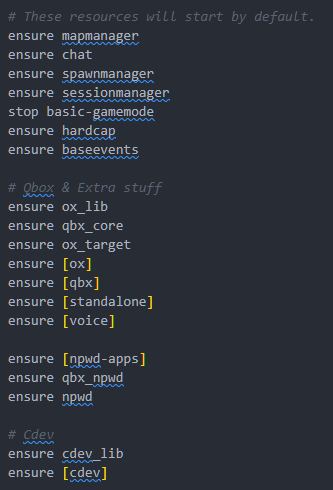 # These resources will start by default.
ensure mapmanager
ensure chat
ensure spawnmanager
ensure sessionmanager
stop basic-gamemode
ensure hardcap
ensure baseevents
# Qbox & Extra stuff
ensure ox_lib
ensure qbx_core
ensure ox_target
ensure [ox]
ensure [qbx]
ensure [standalone]
ensure [voice]
ensure [npwd-apps]
ensure qbx_npwd
ensure npwd
# Cdev
ensure cdev_lib
ensure [cdev]